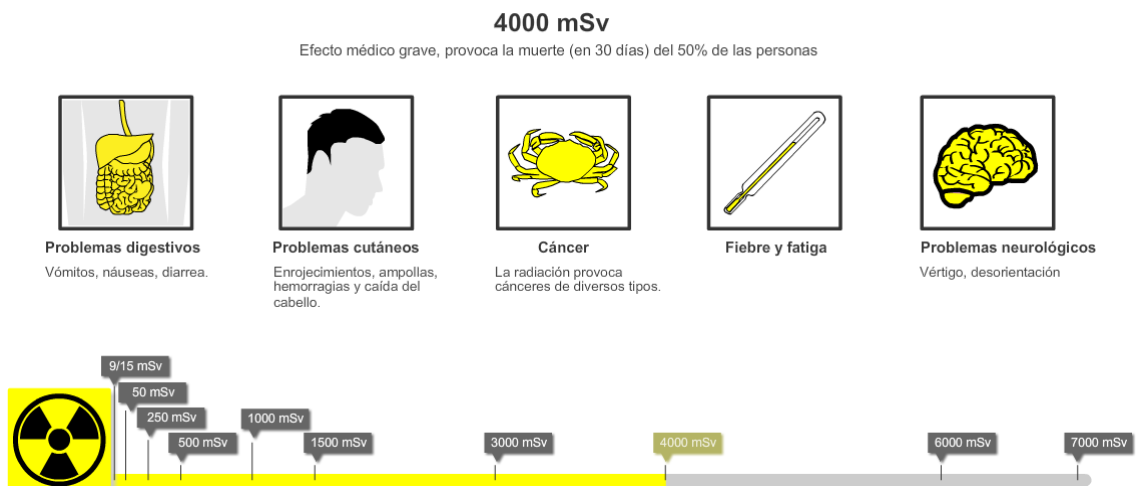 4000 mSv
Efecto médico grave, provoca la muerte (en 30 días) del 50% de las personas
Problemas digestivos
Vómitos, náuseas, diarrea.
Problemas cutáneos
Enrojecimientos, ampollas,
hemorragias y caída del
cabello.
Cáncer
La radiación provoca
cánceres de diversos tipos.
Fiebre y fatiga
Problemas neurológicos
Vértigo, desorientación
9/15 mSv
50 mSv
250 mSv
500 mSv
1000 mSv
1500 mSv
3000 mSv
4000 mSv
6000 mSv
7000 mSv